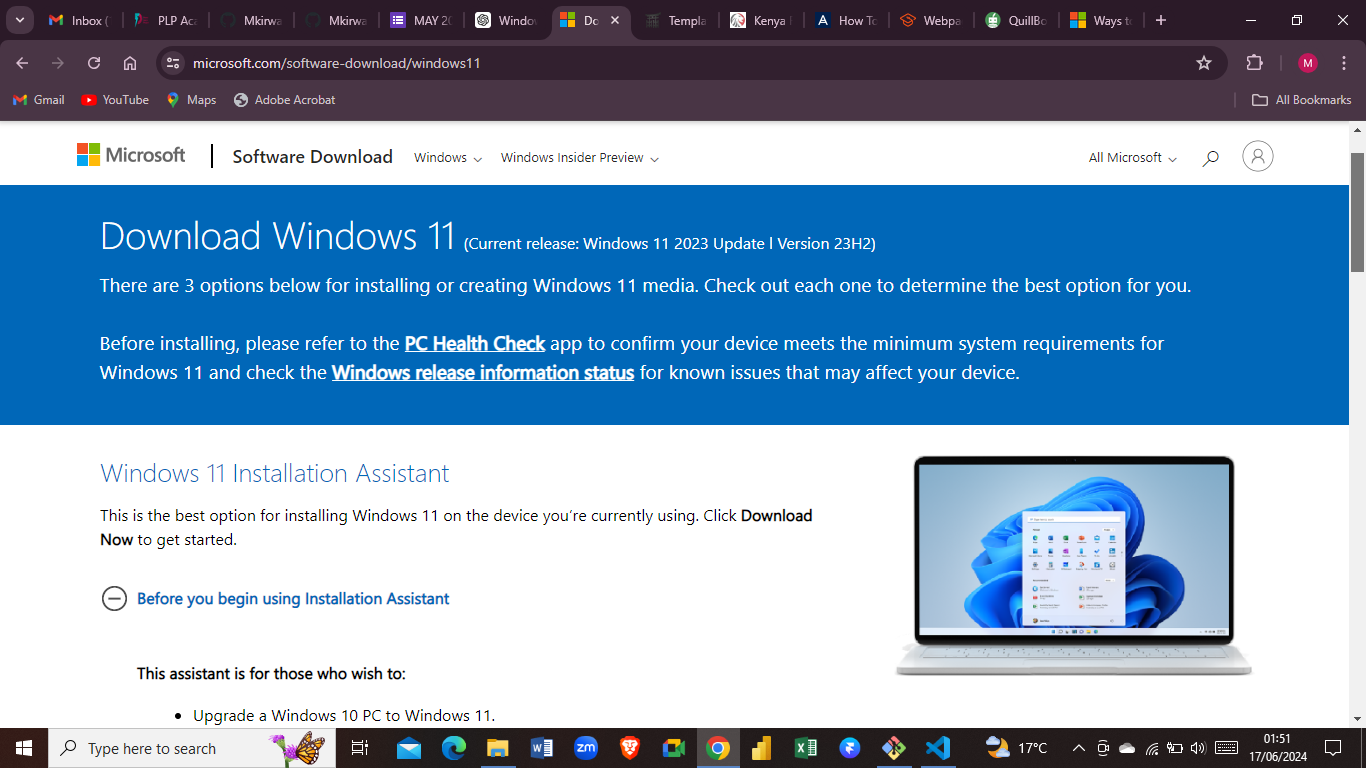 Inbox (
PLP Aca
Mkirwa
Mkirwa
MAY 20
Window
Do
Templa
Kenya
How To
Webpa
QuillBo
Ways to
microsoft.com/software-download/windows11
M
Gmail
YouTube
Maps
Adobe Acrobat
All Bookmarks
Microsoft
Software Download
Windows
Windows Insider Preview
All Microsoft
Download Windows 11 (Current release: Windows 11 2023 Update l Version 23H2)
There are 3 options below for installing or creating Windows 11 media. Check out each one to determine the best option for you.
Before installing, please refer to the PC Health Check app to confirm your device meets the minimum system requirements for
Windows 11 and check the Windows release information status for known issues that may affect your device.
Windows 11 Installation Assistant
This is the best option for installing Windows 11 on the device you're currently using. Click Download
Now to get started.
Before you begin using Installation Assistant
This assistant is for those who wish to:
• Upgrade a Windows 10 PC to Windows 11.
Type here to search
zm
17°C
01:51
17/06/2024